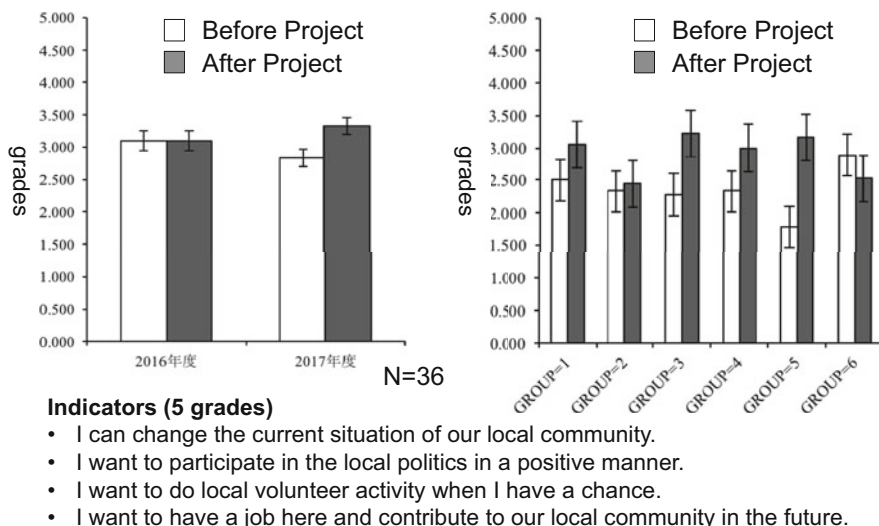 5.000
4.500
4.000
3.500
3.000
2.500
2.000
1.500
1.000
0.500
0.000
grades
Before Project
After Project
2016年度
2017年度
N=36
5.000
4.500
4.000
3.500
3.000
2.500
2.000
1.500
1.000
0.500
0.000
grades
Before Project
After Project
GROUP=1
GROUP=2
GROUP=3
GROUP=4
GROUP=5
GROUP=6
Indicators (5 grades)
• I can change the current situation of our local community.
• I want to participate in the local politics in a positive manner.
• I want to do local volunteer activity when I have a chance.
• I want to have a job here and contribute to our local community in the future.